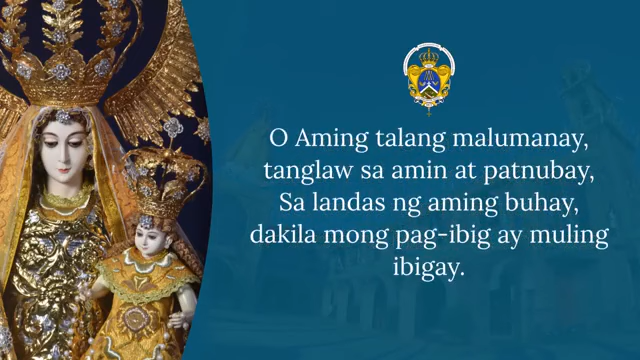 O Aming talang malumanay,
tanglaw sa amin at patnubay,
Sa landas ng aming buhay,
dakila mong pag-ibig ay muling
ibigay.